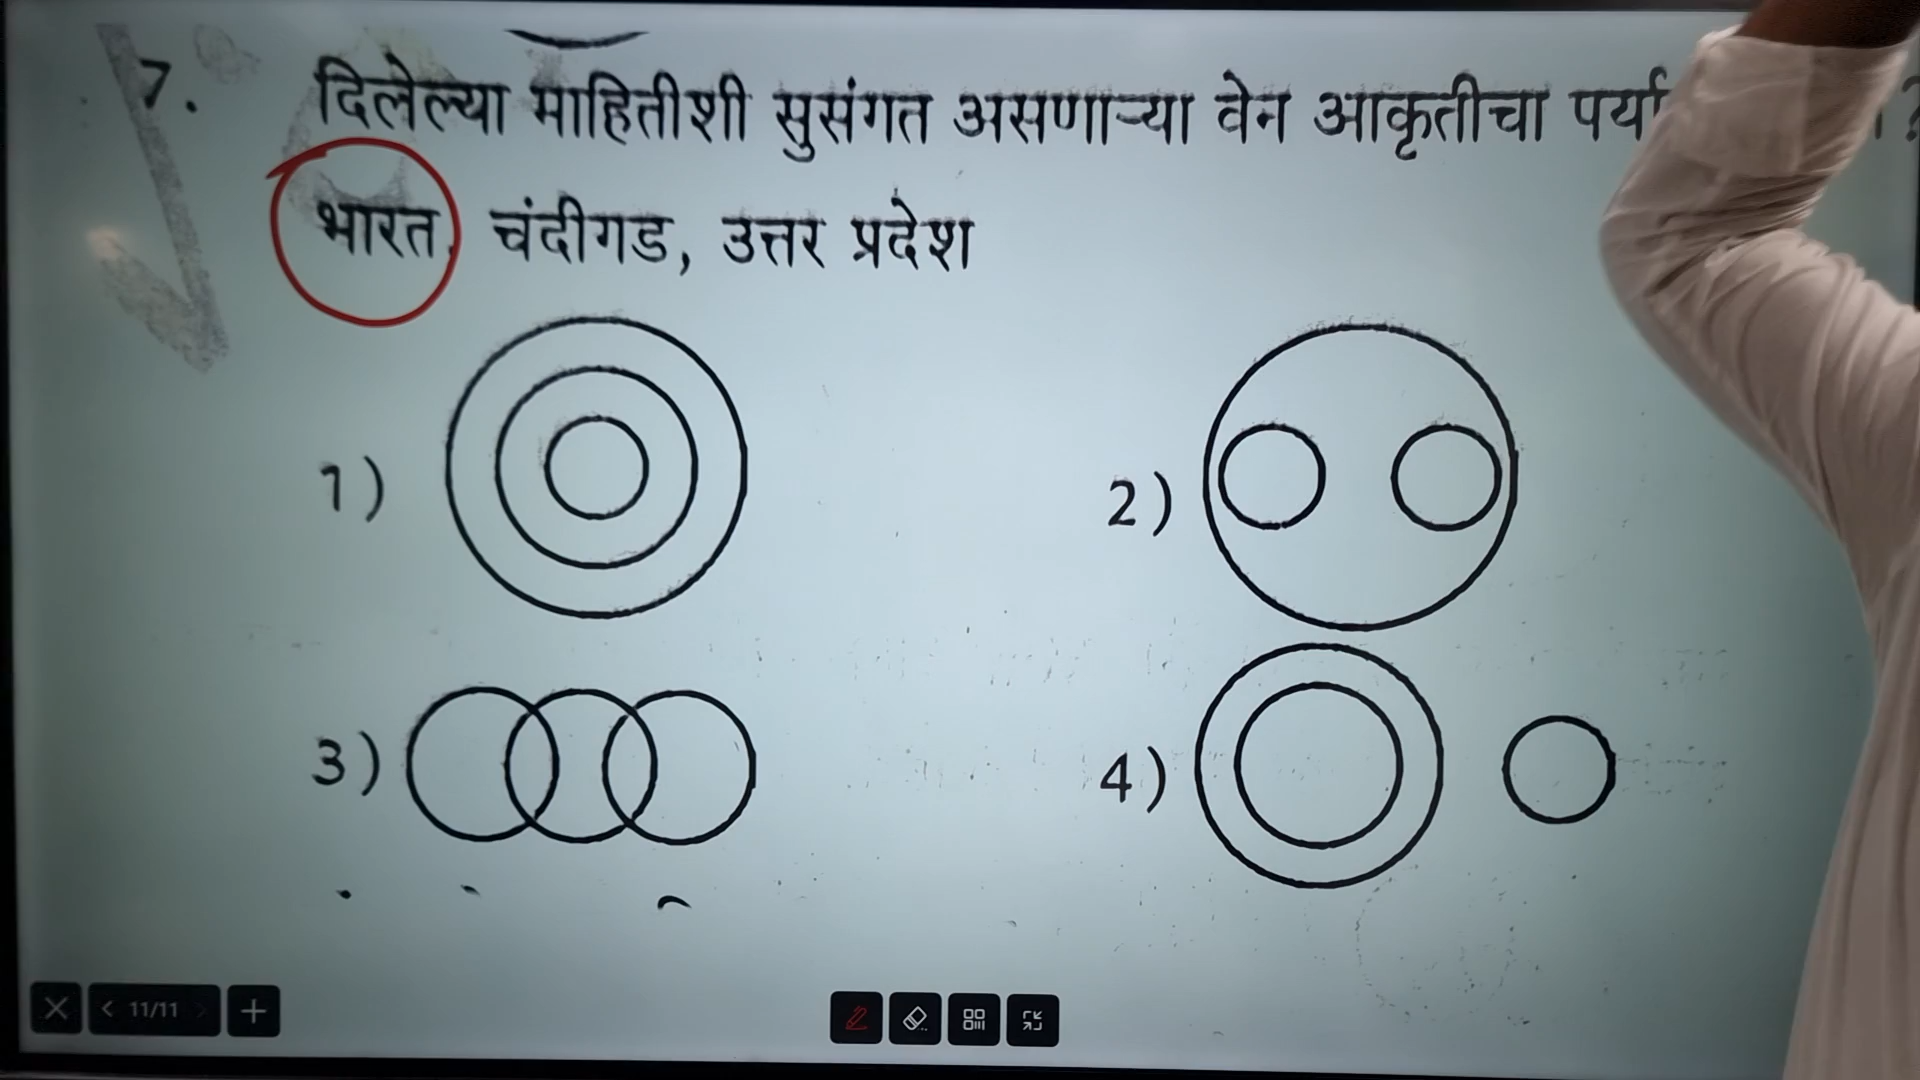 7. दिलेल्या माहितीशी सुसंगत असणाऱ्या वेन आकृतीचा
भारत, चंदीगड, उत्तर प्रदेश
1) 2)
3) 4)
11/11